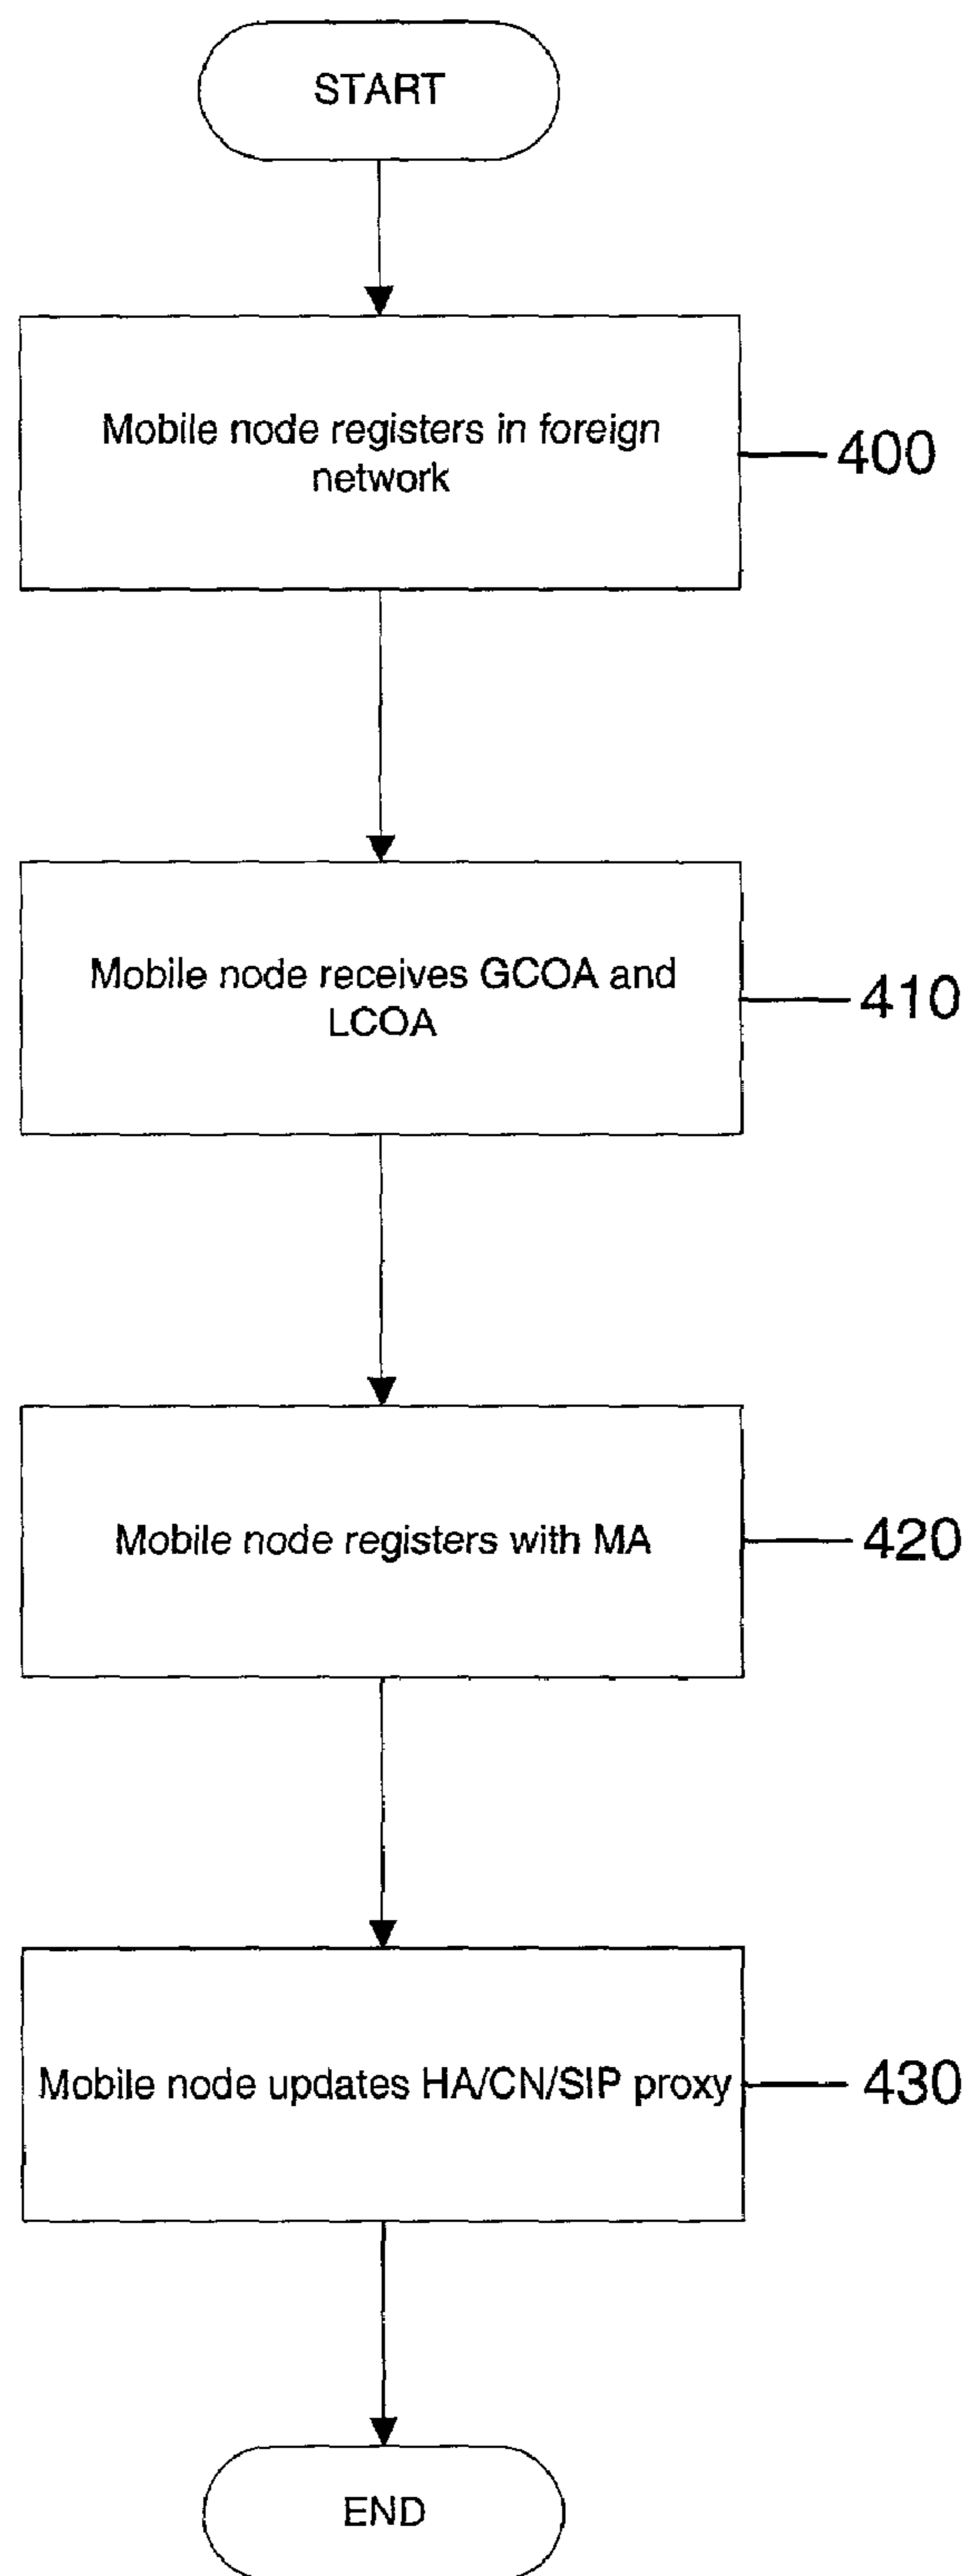 START
Mobile node registers in foreign
network
400
Mobile node receives GCOA and
LCOA
410
Mobile node registers with MA
420
Mobile node updates HA/CN/SIP proxy
430
END